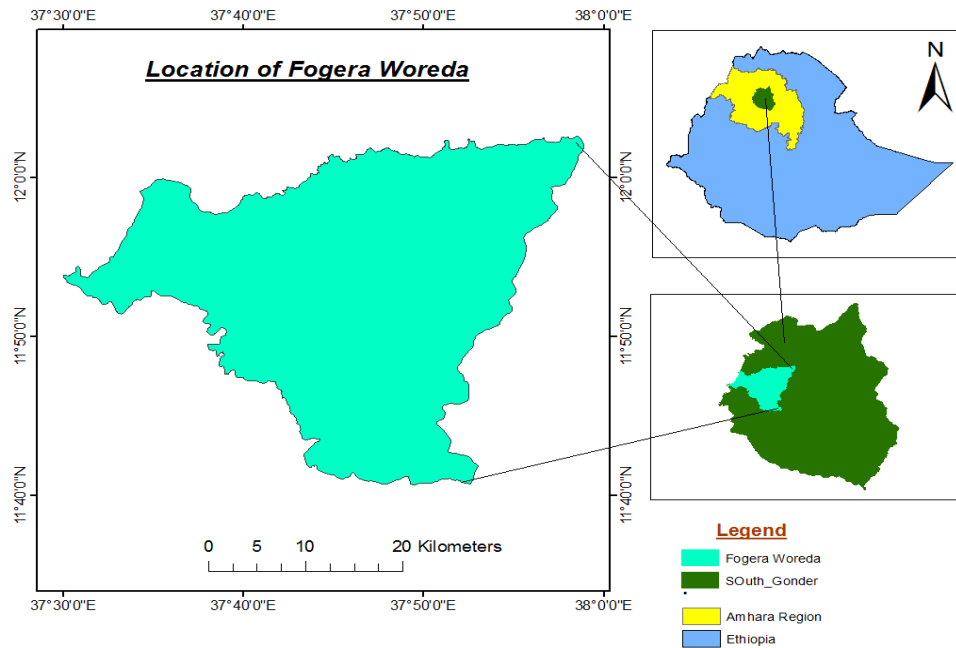 37°30'0"E 37°40'0"E 37°50'0"E 38°0'0"E
Location of Fogera Woreda
N
12°0'0"N 12°0'0"N
11°50'0"N 11°50'0"N
11°40'0"N 11°40'0"N
0 5 10 20 Kilometers
37°30'0"E 37°40'0"E 37°50'0"E 38°0'0"E
Legend
Fogera Woreda
SOuth_Gonder
Amhara Region
Ethiopia